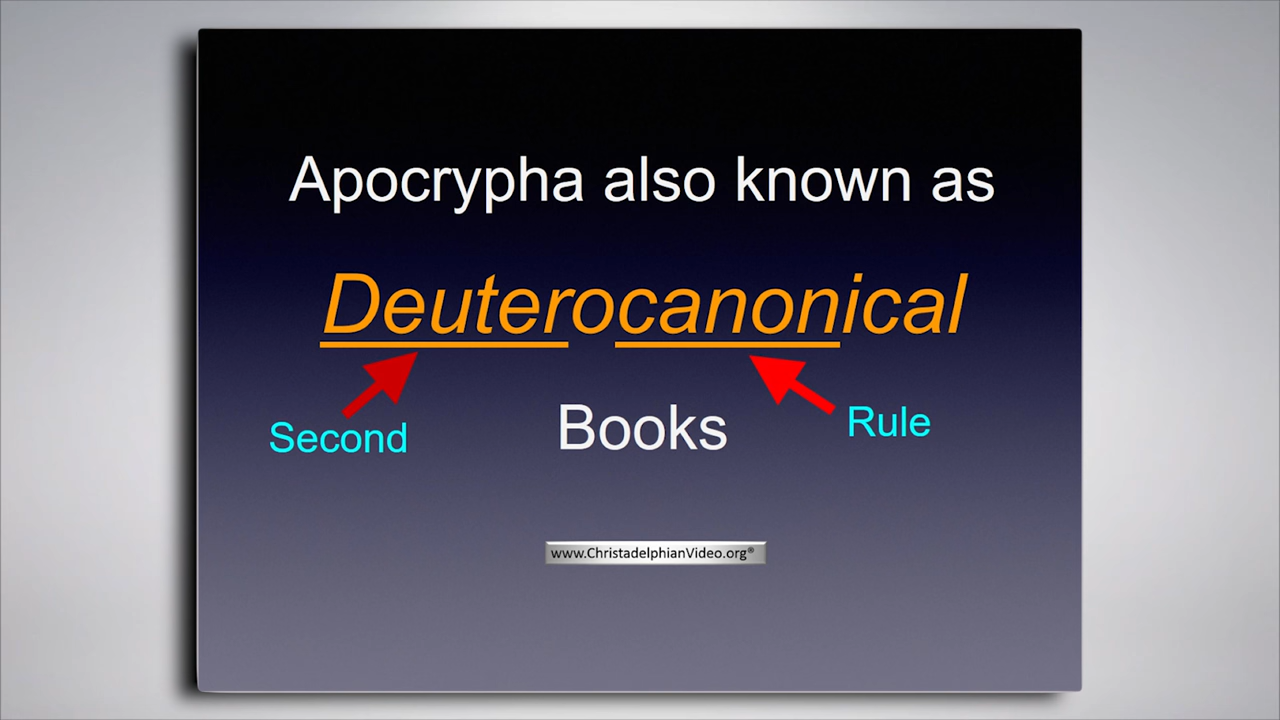 Apocrypha also known as
Deuterocanonical
Second
Books
Rule
www.ChristadelphianVideo.org®